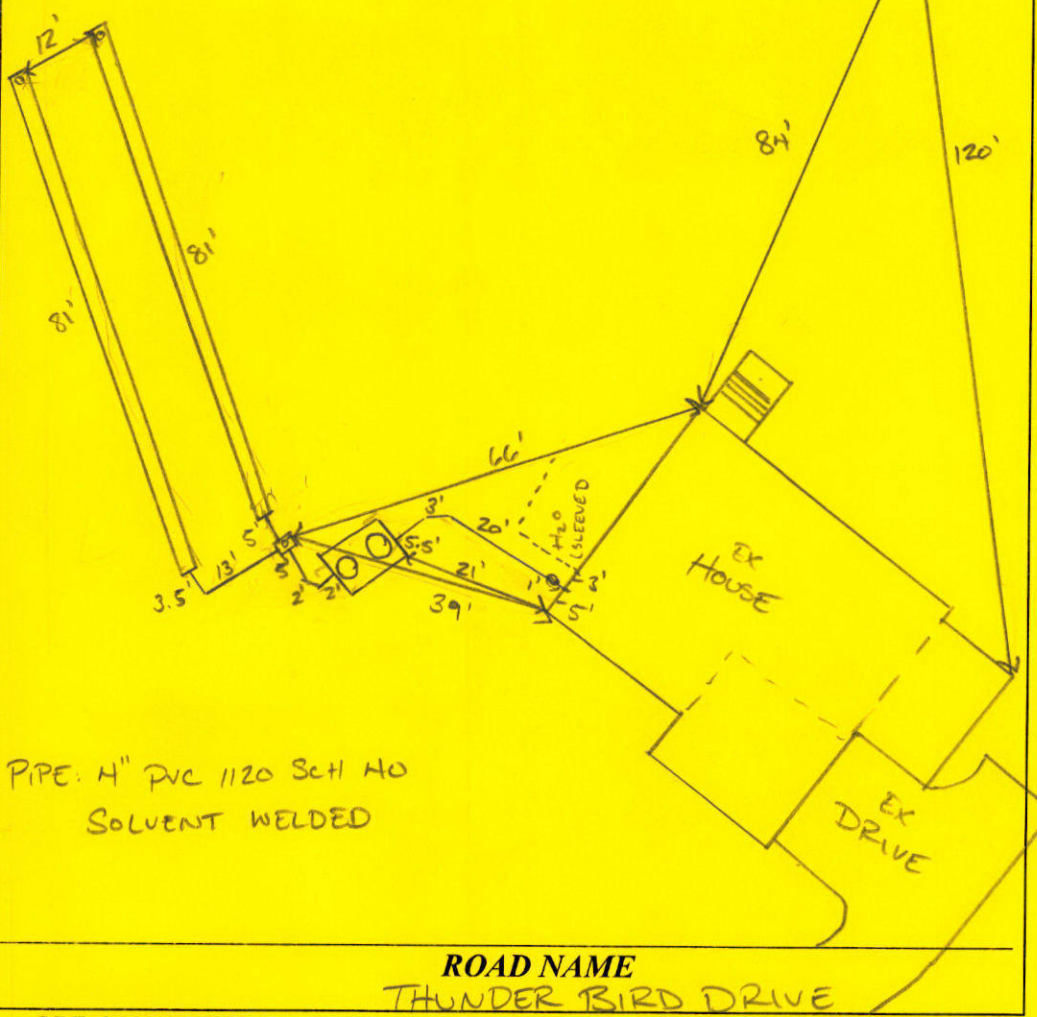 12'
84'
120'
81'
81'
66'
3'
20'
H2O
(SLEEVED
5'
5.5'
5'
21'
1'
3'
13'
3.5'
2'
2'
39'
5'
EX
HOUSE
PIPE: 4" PVC 1120 SCH 40
SOLVENT WELDED
EX
DRIVE
ROAD NAME
THUNDER BIRD DRIVE